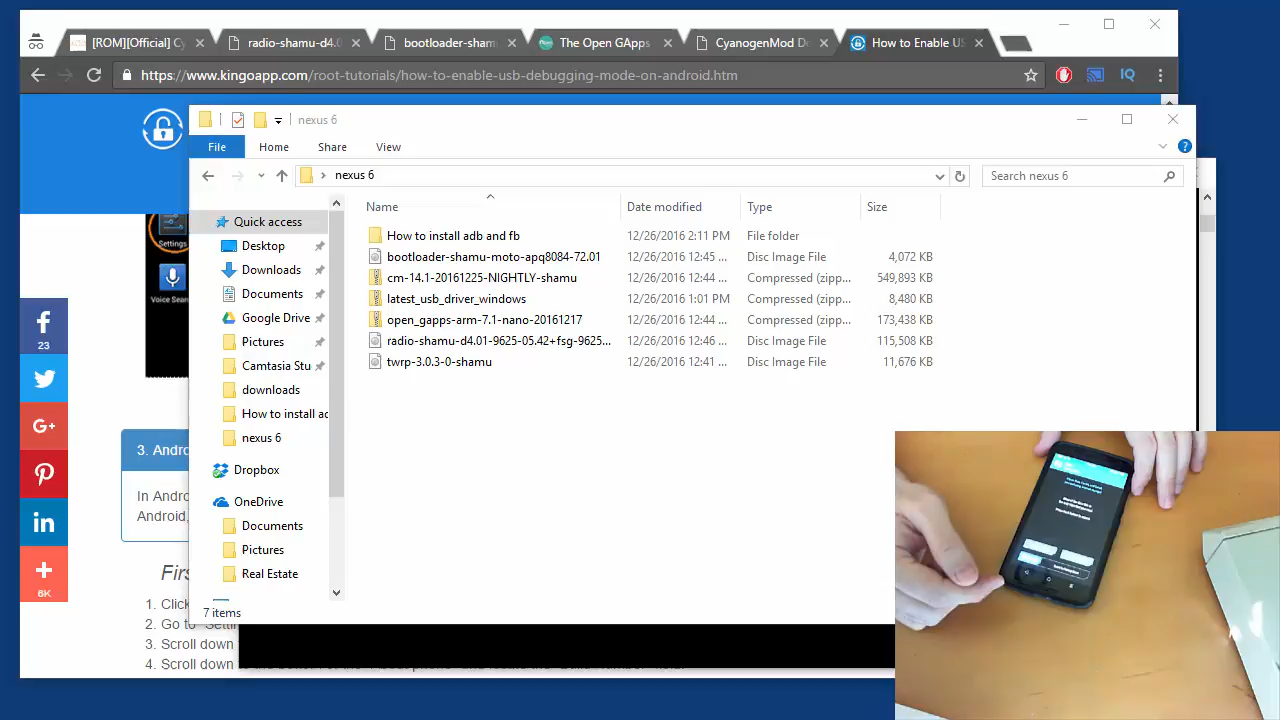 [ROM][Official] Cy
radio-shamu-d4.0
bootloader-sham
The Open GApps
CyanogenMod Do
How to Enable US
https://www.kingoapp.com/root-tutorials/how-to-enable-usb-debugging-mode-on-android.htm
IQ
nexus 6
File
Home
Share
View
nexus 6
Search nexus 6
Name
Date modified
Type
Size
Quick access
Desktop
Downloads
Documents
Google Drive
Pictures
Camtasia Stu
downloads
How to install ad
nexus 6
Dropbox
OneDrive
Documents
Pictures
Real Estate
How to install adb and fb 12/26/2016 2:11 PM File folder
bootloader-shamu-moto-apq8084-72.01 12/26/2016 12:45 ... Disc Image File 4,072 KB
cm-14.1-20161225-NIGHTLY-shamu 12/26/2016 12:44 ... Compressed (zipp... 549,893 KB
latest_usb_driver_windows 12/26/2016 1:01 PM Compressed (zipp... 8,480 KB
open_gapps-arm-7.1-nano-20161217 12/26/2016 12:44 ... Compressed (zipp... 173,438 KB
radio-shamu-d4.01-9625-05.42+fsg-9625... 12/26/2016 12:46 ... Disc Image File 115,508 KB
twrp-3.0.3-0-shamu 12/26/2016 12:41 ... Disc Image File 11,676 KB
7 items
Settings
Voice Sear
23
6K
3. Andro
In Andro
Android,
Firs
1. Click
2. Go to "Setti
3. Scroll down
4. Scroll down